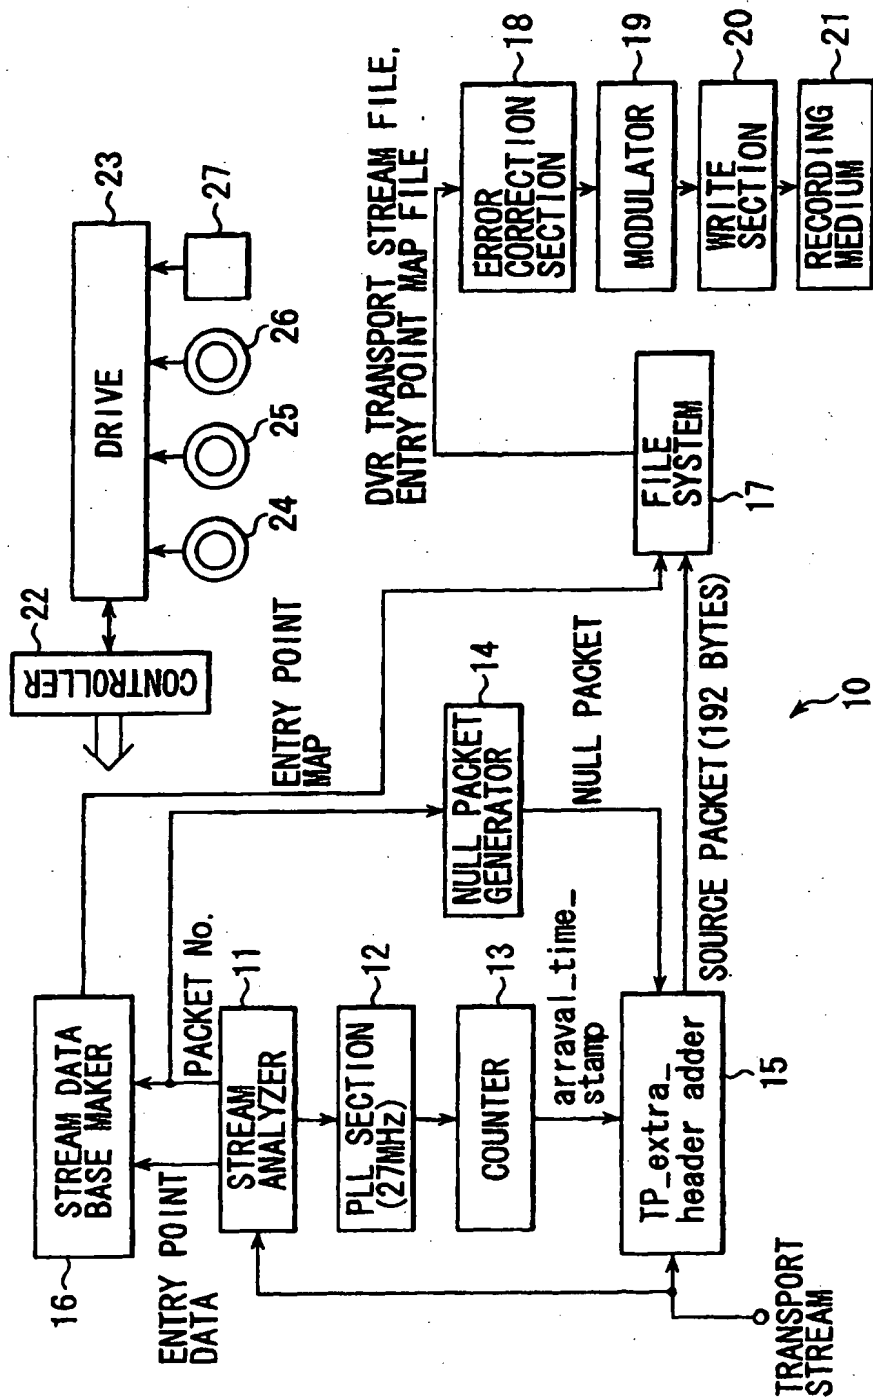 16
STREAM DATA
BASE MAKER
ENTRY POINT
DATA
PACKET No.
11
STREAM
ANALYZER
12
PLL SECTION
(27MHz)
13
COUNTER
arraval_time_
stamp
TP_extra_
header adder
15
TRANSPORT
STREAM
14
NULL PACKET
GENERATOR
NULL PACKET
SOURCE PACKET(192 BYTES)
10
ENTRY POINT
MAP
22
CONTROLLER
23
DRIVE
24
25
26
27
FILE
SYSTEM
17
DVR TRANSPORT STREAM FILE,
ENTRY POINT MAP FILE
18
ERROR
CORRECTION
SECTION
19
MODULATOR
20
WRITE
SECTION
21
RECORDING
MEDIUM